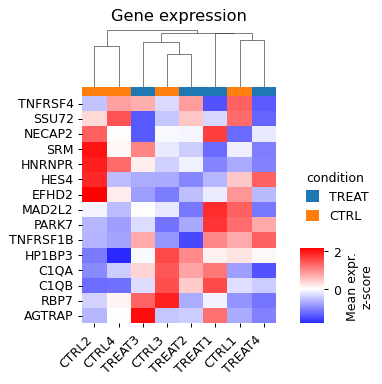 Gene expression
TNFRSF4
SSU72
NECAP2
SRM
HNRNPR
HES4
EFHD2
MAD2L2
PARK7
TNFRSF1B
HP1BP3
C1QA
C1QB
RBP7
AGTRAP
CTRL2
CTRL4
TREAT3
CTRL3
TREAT2
TREAT1
CTRL1
TREAT4
condition
TREAT
CTRL
2
0
Mean expr.
z-score